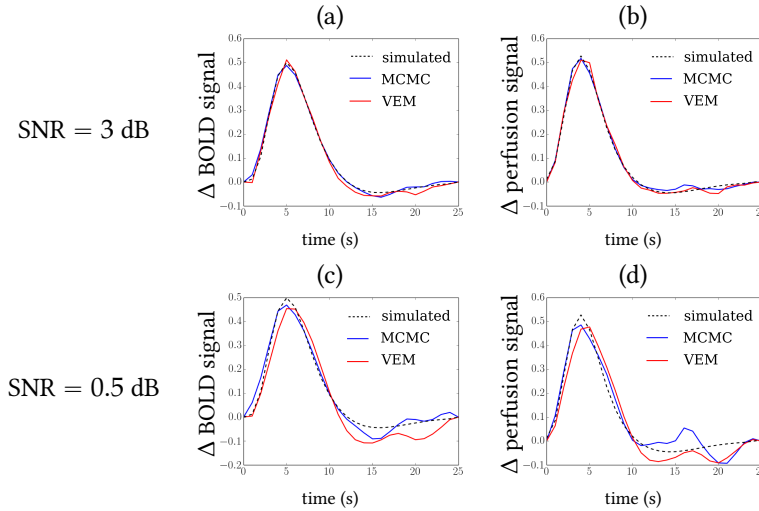 (a)
(b)
SNR = 3 dB
Δ BOLD signal
0.6
0.5
0.4
0.3
0.2
0.1
0.0
−0.1
0
5
10
15
20
25
time (s)
simulated
MCMC
VEM
Δ perfusion signal
0.6
0.5
0.4
0.3
0.2
0.1
0.0
−0.1
0
5
10
15
20
25
time (s)
simulated
MCMC
VEM
(c)
(d)
SNR = 0.5 dB
Δ BOLD signal
0.5
0.4
0.3
0.2
0.1
0.0
−0.1
−0.2
0
5
10
15
20
25
time (s)
simulated
MCMC
VEM
Δ perfusion signal
0.6
0.5
0.4
0.3
0.2
0.1
0.0
−0.1
0
5
10
15
20
time (s)
simulated
MCMC
VEM